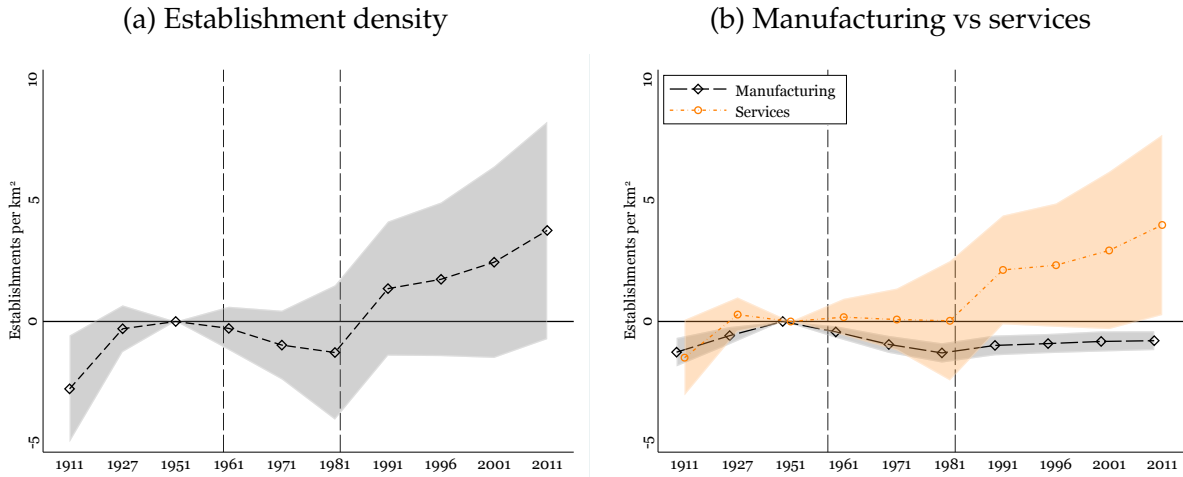 (a) Establishment density
Establishments per km²
10
5
0
-5
1911 1927 1951 1961 1971 1981 1991 1996 2001 2011
(b) Manufacturing vs services
Establishments per km²
10
5
0
-5
Manufacturing
Services
1911 1927 1951 1961 1971 1981 1991 1996 2001 2011